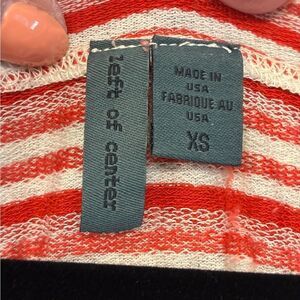 left of center
MADE IN
USA
FABRIQUE AU
USA
XS